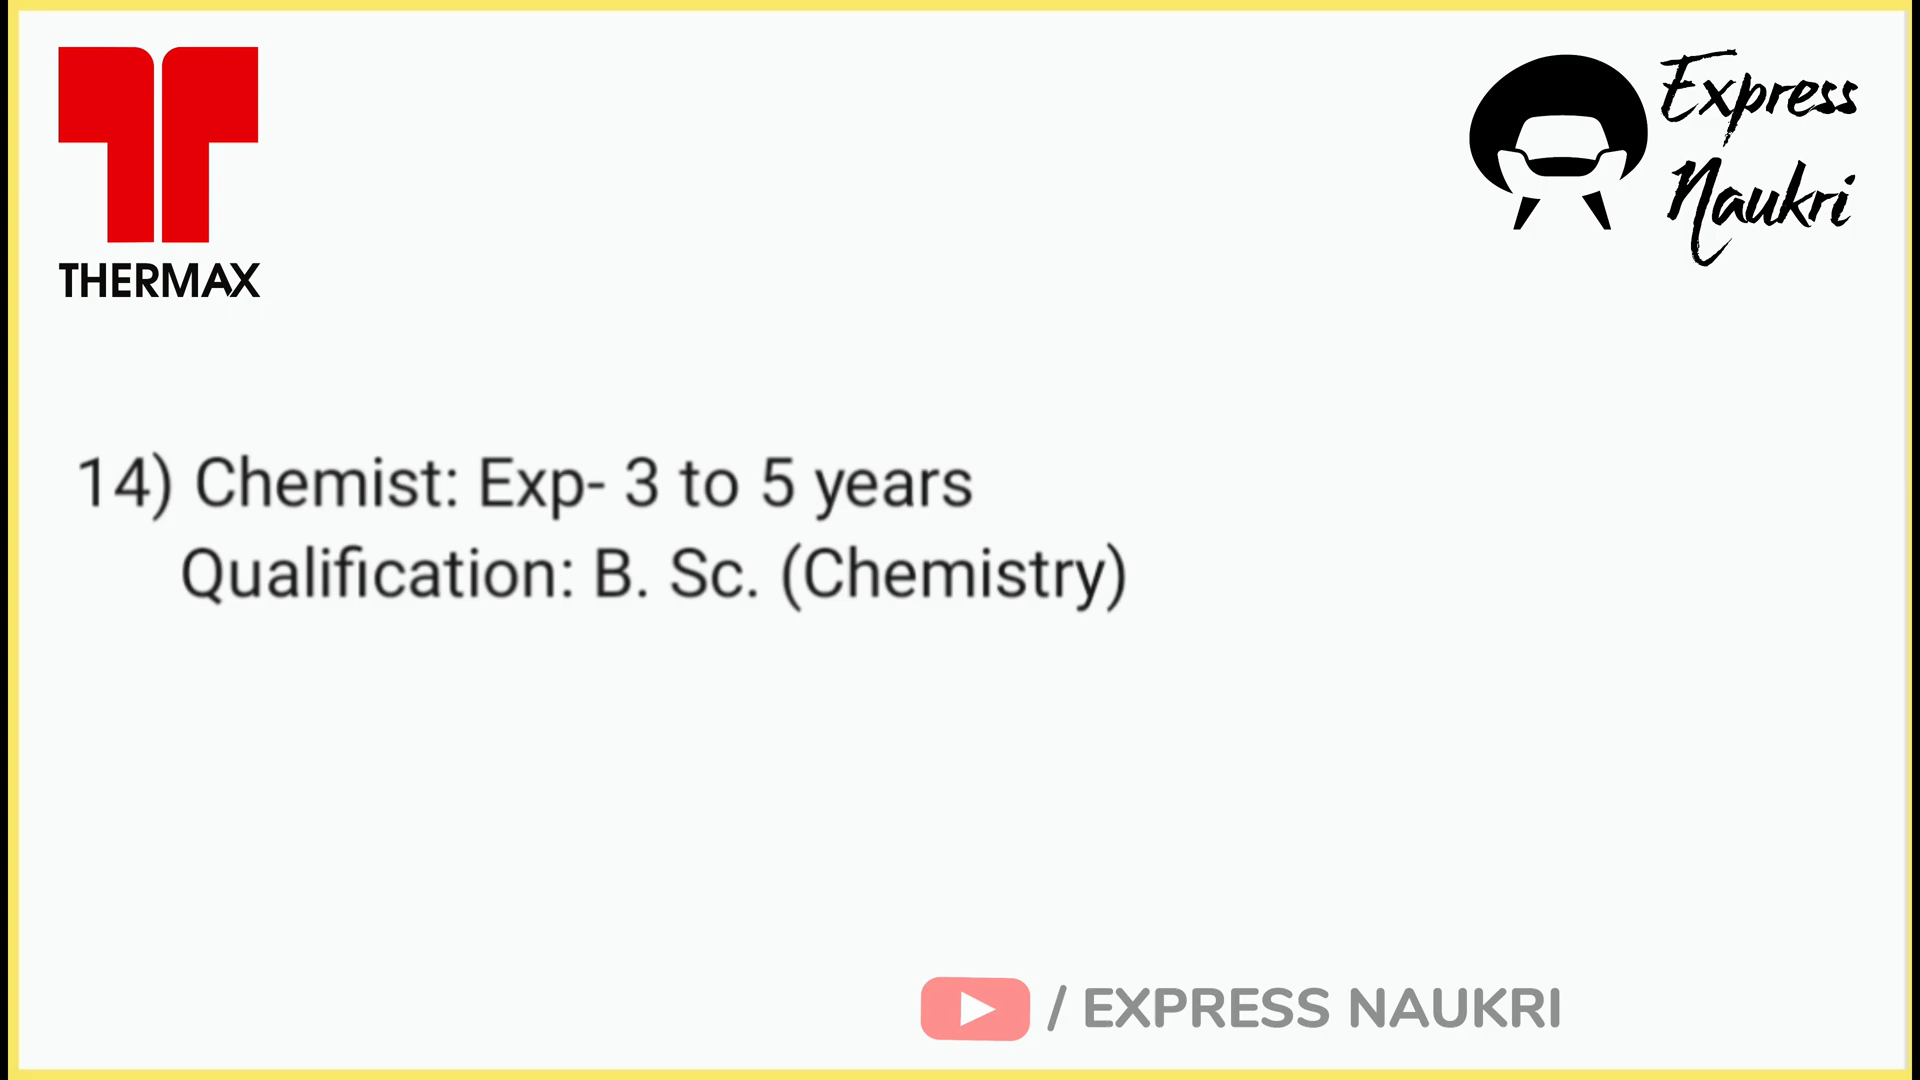 THERMAX
Express
Naukri
14) Chemist: Exp- 3 to 5 years
Qualification: B. Sc. (Chemistry)
/ EXPRESS NAUKRI